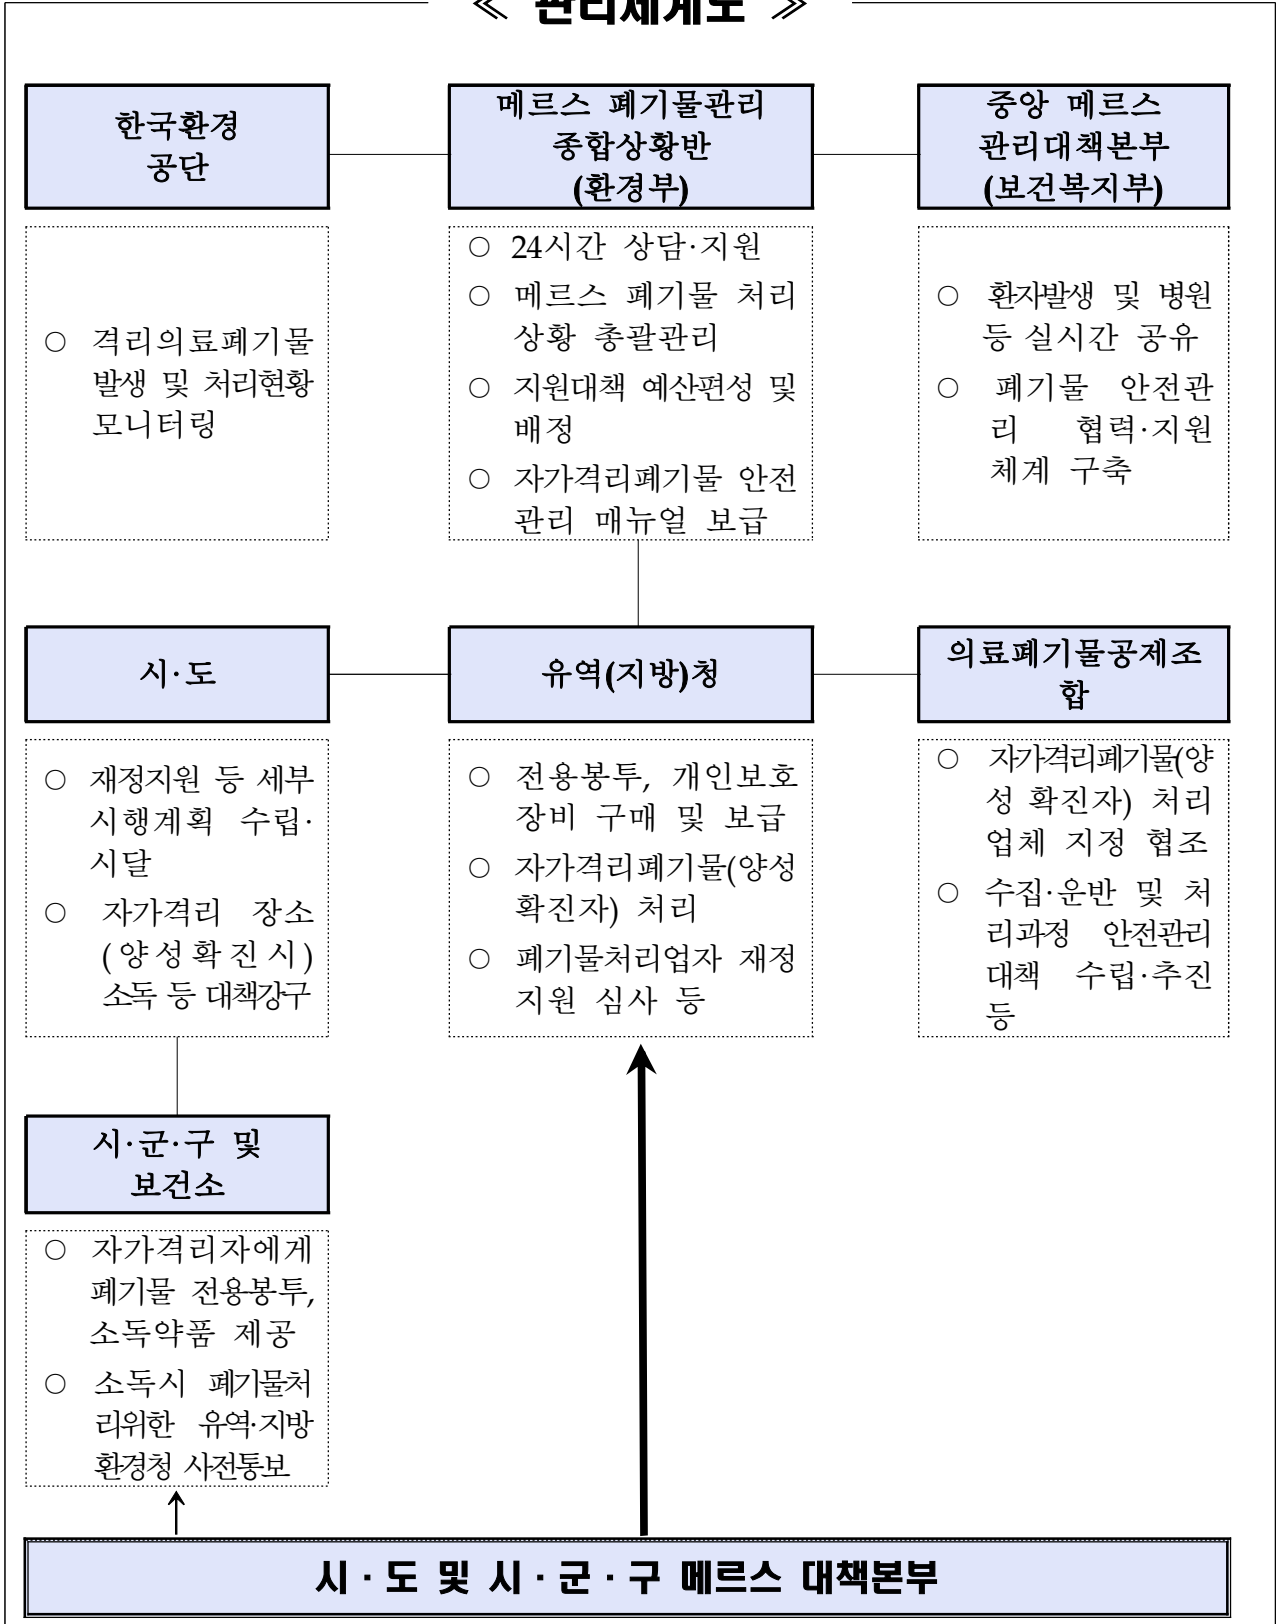 ≪ 관리체계도 ≫
한국환경
공단
메르스 폐기물관리
종합상황반
(환경부)
중앙 메르스
관리대책본부
(보건복지부)
○ 격리의료폐기물
발생 및 처리현황
모니터링
○ 24시간 상담·지원
○ 메르스 폐기물 처리
상황 총괄관리
○ 지원대책 예산편성 및
배정
○ 자가격리폐기물 안전
관리 매뉴얼 보급
○ 환자발생 및 병원
등 실시간 공유
○ 폐기물 안전관
리 협력·지원
체계 구축
시·도
유역(지방)청
의료폐기물공제조
합
○ 재정지원 등 세부
시행계획 수립·
시달
○ 자가격리 장소
(양성확진시)
소독 등 대책강구
○ 전용봉투, 개인보호
장비 구매 및 보급
○ 자가격리폐기물(양성
확진자) 처리
○ 폐기물처리업자 재정
지원 심사 등
○ 자가격리폐기물(양
성 확진자) 처리
업체 지정 협조
○ 수집·운반 및 처
리과정 안전관리
대책 수립·추진
등
시·군·구 및
보건소
○ 자가격리자에게
폐기물 전용봉투,
소독약품 제공
○ 소독시 폐기물처
리위한 유역·지방
환경청 사전통보
시·도 및 시·군·구 메르스 대책본부